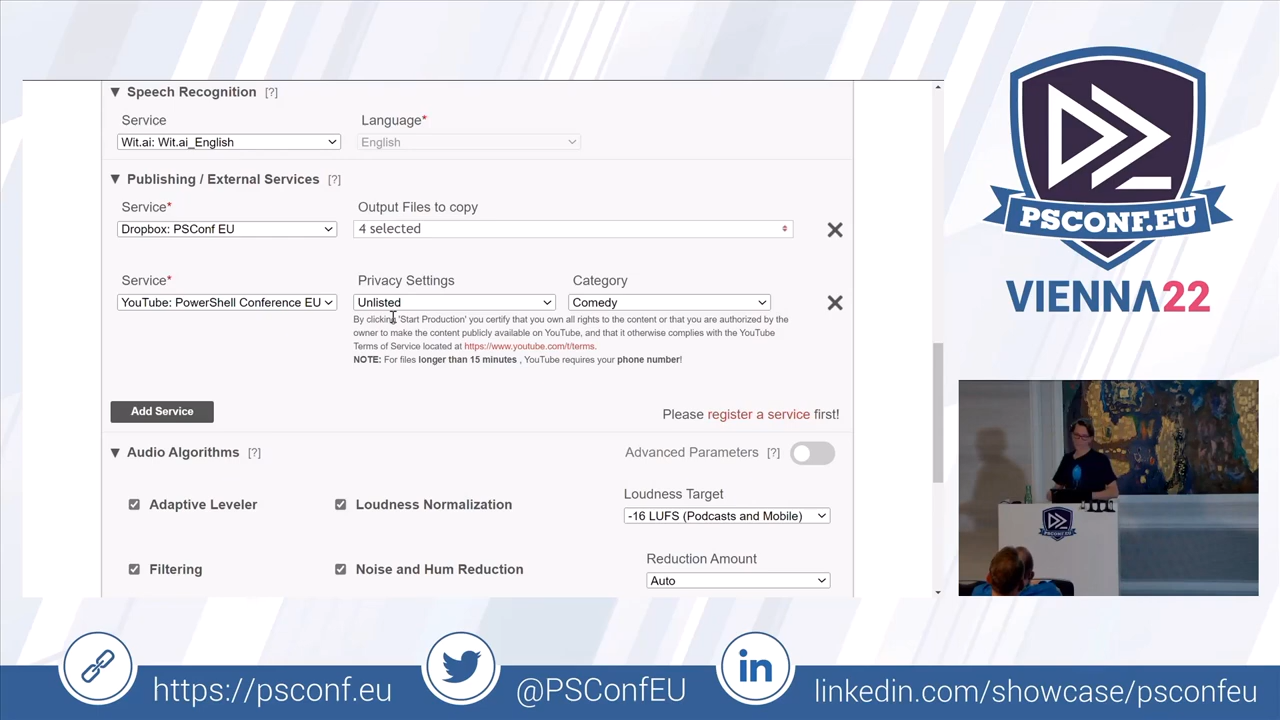 Speech Recognition [?]
Service Language*
Wit.ai: Wit.ai_English English
Publishing / External Services [?]
Service* Output Files to copy
Dropbox: PSConf EU 4 selected
Service* Privacy Settings Category
YouTube: PowerShell Conference EU Unlisted Comedy
By clicking 'Start Production' you certify that you own all rights to the content or that you are authorized by the
owner to make the content publicly available on YouTube, and that it otherwise complies with the YouTube
Terms of Service located at https://www.youtube.com/t/terms.
NOTE: For files longer than 15 minutes , YouTube requires your phone number!
Add Service Please register a service first!
Audio Algorithms [?] Advanced Parameters [?]
Loudness Target
Adaptive Leveler Loudness Normalization -16 LUFS (Podcasts and Mobile)
Reduction Amount
Filtering Noise and Hum Reduction Auto
PSCONF.EU
VIENNA22
PSCONF.EU
https://psconf.eu @PSConfEU linkedin.com/showcase/psconfeu